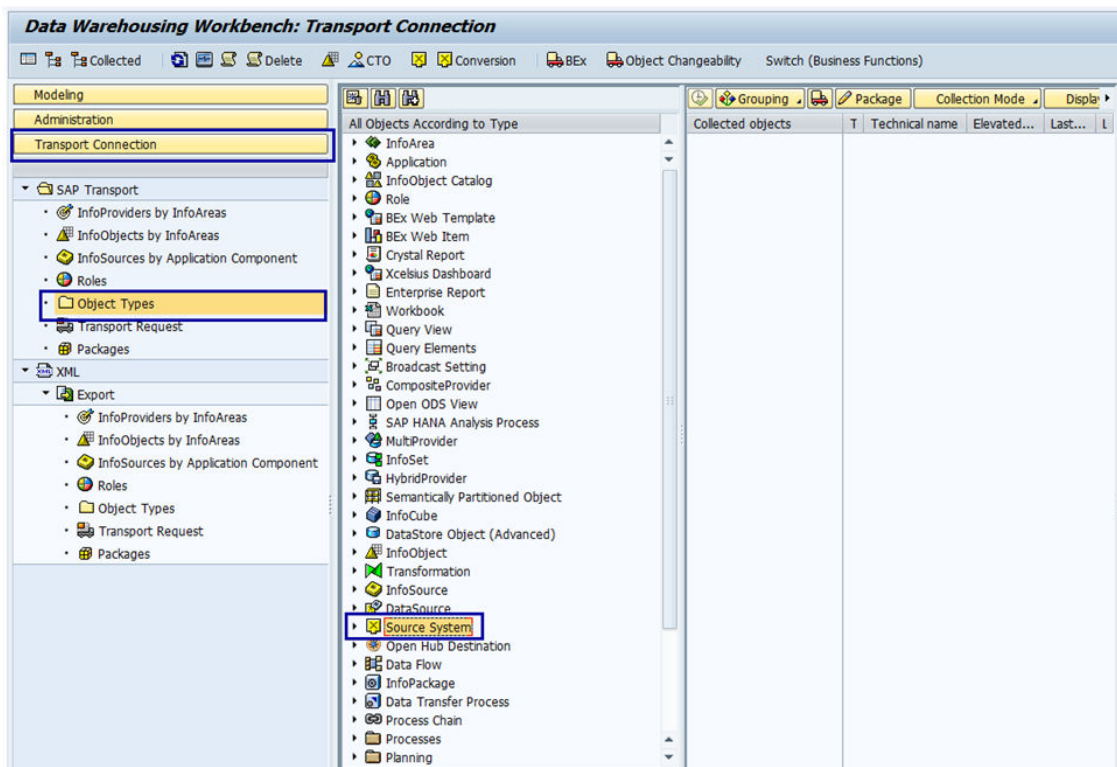 Data Warehousing Workbench: Transport Connection
Collected Delete CTO Conversion BEx Object Changeability Switch (Business Functions)
Modeling
Administration
Transport Connection
SAP Transport
InfoProviders by InfoAreas
InfoObjects by InfoAreas
InfoSources by Application Component
Roles
Object Types
Transport Request
Packages
XML
Export
InfoProviders by InfoAreas
InfoObjects by InfoAreas
InfoSources by Application Component
Roles
Object Types
Transport Request
Packages
All Objects According to Type
InfoArea
Application
InfoObject Catalog
Role
BEx Web Template
BEx Web Item
Crystal Report
Xcelsius Dashboard
Enterprise Report
Workbook
Query View
Query Elements
Broadcast Setting
CompositeProvider
Open ODS View
SAP HANA Analysis Process
MultiProvider
InfoSet
HybridProvider
Semantically Partitioned Object
InfoCube
DataStore Object (Advanced)
InfoObject
Transformation
InfoSource
DataSource
Source System
Open Hub Destination
Data Flow
InfoPackage
Data Transfer Process
Process Chain
Processes
Planning
Grouping Package Collection Mode Displa
Collected objects T Technical name Elevated... Last... L